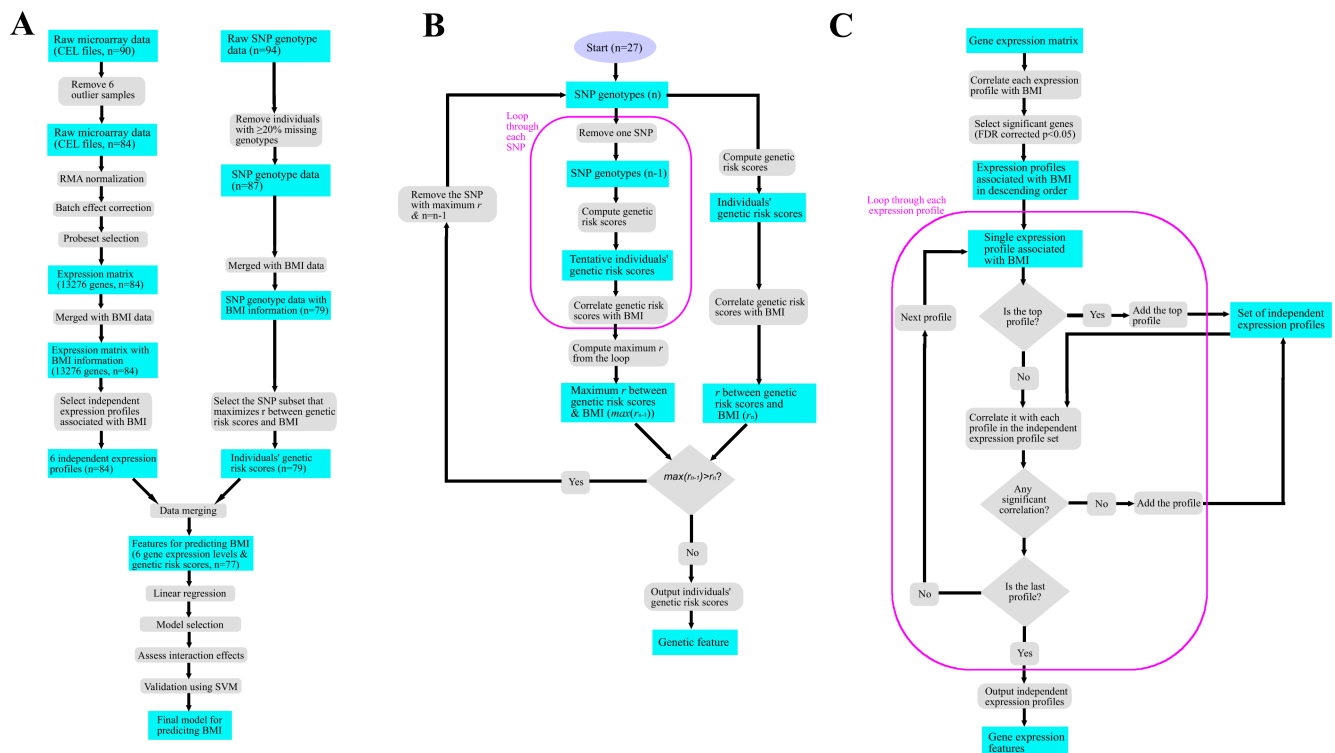 A
Raw microarray data
(CEL files, n=90)
Remove 6
outlier samples
Raw microarray data
(CEL files, n=84)
RMA normalization
Batch effect correction
Probeset selection
Expression matrix
(13276 genes, n=84)
Merged with BMI data
Expression matrix with
BMI information
(13276 genes, n=84)
Select independent
expression profiles
associated with BMI
6 independent expression
profiles (n=84)
Raw SNP genotype
data (n=94)
Remove individuals
with ≥20% missing
genotypes
SNP genotype data
(n=87)
Merged with BMI data
SNP genotype data with
BMI information (n=79)
Select the SNP subset that
maximizes r between genetic
risk scores and BMI
Individuals' genetic
risk scores (n=79)
Data merging
Features for predicting BMI
(6 gene expression levels &
genetic risk scores, n=77)
Linear regression
Model selection
Assess interaction effects
Validation using SVM
Final model for
predicitng BMI
B
Start (n=27)
SNP genotypes (n)
Loop
through
each
SNP
Remove one SNP
SNP genotypes (n-1)
Compute genetic
risk scores
Tentative individuals'
genetic risk scores
Correlate genetic risk
scores with BMI
Compute maximum r
from the loop
Maximum r between
genetic risk scores
& BMI (max(rn-1))
Compute genetic
risk scores
Individuals'
genetic risk scores
Correlate genetic risk
scores with BMI
r between genetic
risk scores and
BMI (rn)
Remove the SNP
with maximum r
& n=n-1
max(rn-1)>rn?
Yes
No
Output individuals'
genetic risk scores
Genetic feature
C
Gene expression matrix
Correlate each expression
profile with BMI
Select significant genes
(FDR corrected p<0.05)
Expression profiles
associated with BMI
in descending order
Loop through each
expression profile
Single expression
profile associated
with BMI
Next profile
Is the top
profile?
Yes
Add the top
profile
Set of independent
expression profiles
No
Correlate it with each
profile in the independent
expression profile set
Any
significant
correlation?
No
Add the profile
Is the last
profile?
No
Yes
Output independent
expression profiles
Gene expression
features